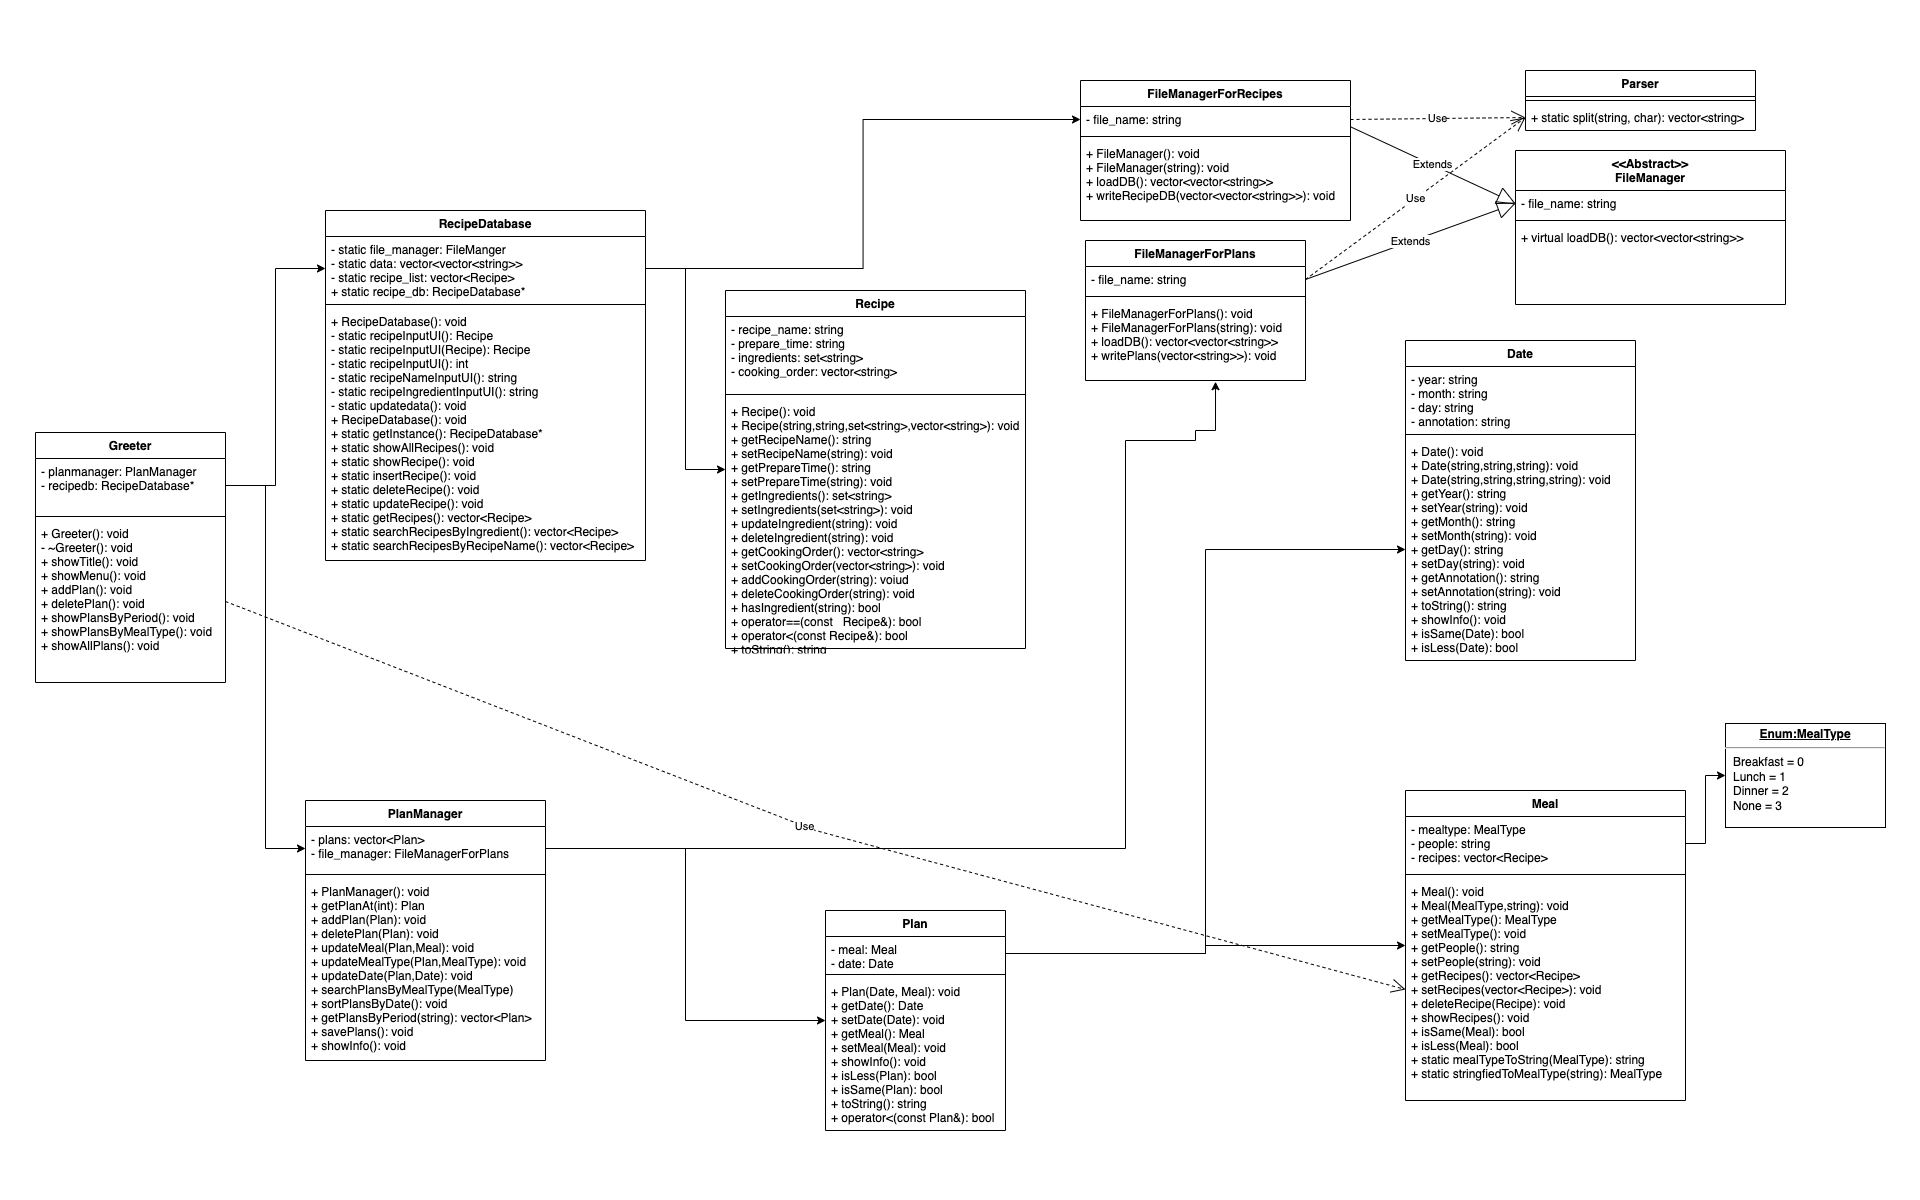 Parser
+ static split(string, char): vector<string>
FileManagerForRecipes
- file_name: string
+ FileManager(): void
+ FileManager(string): void
+ loadDB(): vector<vector<string>>
+ writeRecipeDB(vector<vector<string>>): void
Use
Extends
Use
Extends
<<Abstract>>
FileManager
- file_name: string
+ virtual loadDB(): vector<vector<string>>
RecipeDatabase
- static file_manager: FileManger
- static data: vector<vector<string>>
- static recipe_list: vector<Recipe>
+ static recipe_db: RecipeDatabase*
+ RecipeDatabase(): void
- static recipeInputUI(): Recipe
- static recipeInputUI(Recipe): Recipe
- static recipeInputUI(): int
- static recipeNameInputUI(): string
- static recipeIngredientInputUI(): string
- static updatedata(): void
+ RecipeDatabase(): void
+ static getInstance(): RecipeDatabase*
+ static showAllRecipes(): void
+ static showRecipe(): void
+ static insertRecipe(): void
+ static deleteRecipe(): void
+ static updateRecipe(): void
+ static getRecipes(): vector<Recipe>
+ static searchRecipesByIngredient(): vector<Recipe>
+ static searchRecipesByRecipeName(): vector<Recipe>
FileManagerForPlans
- file_name: string
+ FileManagerForPlans(): void
+ FileManagerForPlans(string): void
+ loadDB(): vector<vector<string>>
+ writePlans(vector<string>>): void
Recipe
- recipe_name: string
- prepare_time: string
- ingredients: set<string>
- cooking_order: vector<string>
+ Recipe(): void
+ Recipe(string,string,set<string>,vector<string>): void
+ getRecipeName(): string
+ setRecipeName(string): void
+ getPrepareTime(): string
+ setPrepareTime(string): void
+ getIngredients(): set<string>
+ setIngredients(set<string>): void
+ updateIngredient(string): void
+ deleteIngredient(string): void
+ getCookingOrder(): vector<string>
+ setCookingOrder(vector<string>): void
+ addCookingOrder(string): voiud
+ deleteCookingOrder(string): void
+ hasIngredient(string): bool
+ operator==(const   Recipe&): bool
+ operator<(const Recipe&): bool
+ toString(): string
Date
- year: string
- month: string
- day: string
- annotation: string
+ Date(): void
+ Date(string,string,string): void
+ Date(string,string,string,string): void
+ getYear(): string
+ setYear(string): void
+ getMonth(): string
+ setMonth(string): void
+ getDay(): string
+ setDay(string): void
+ getAnnotation(): string
+ setAnnotation(string): void
+ toString(): string
+ showInfo(): void
+ isSame(Date): bool
+ isLess(Date): bool
Greeter
- planmanager: PlanManager
- recipedb: RecipeDatabase*
+ Greeter(): void
- ~Greeter(): void
+ showTitle(): void
+ showMenu(): void
+ addPlan(): void
+ deletePlan(): void
+ showPlansByPeriod(): void
+ showPlansByMealType(): void
+ showAllPlans(): void
Enum:MealType
Breakfast = 0
Lunch = 1
Dinner = 2
None = 3
Use
PlanManager
- plans: vector<Plan>
- file_manager: FileManagerForPlans
+ PlanManager(): void
+ getPlanAt(int): Plan
+ addPlan(Plan): void
+ deletePlan(Plan): void
+ updateMeal(Plan,Meal): void
+ updateMealType(Plan,MealType): void
+ updateDate(Plan,Date): void
+ searchPlansByMealType(MealType)
+ sortPlansByDate(): void
+ getPlansByPeriod(string): vector<Plan>
+ savePlans(): void
+ showInfo(): void
Meal
- mealtype: MealType
- people: string
- recipes: vector<Recipe>
+ Meal(): void
+ Meal(MealType,string): void
+ getMealType(): MealType
+ setMealType(): void
+ getPeople(): string
+ setPeople(string): void
+ getRecipes(): vector<Recipe>
+ setRecipes(vector<Recipe>): void
+ deleteRecipe(Recipe): void
+ showRecipes(): void
+ isSame(Meal): bool
+ isLess(Meal): bool
+ static mealTypeToString(MealType): string
+ static stringfiedToMealType(string): MealType
Plan
- meal: Meal
- date: Date
+ Plan(Date, Meal): void
+ getDate(): Date
+ setDate(Date): void
+ getMeal(): Meal
+ setMeal(Meal): void
+ showInfo(): void
+ isLess(Plan): bool
+ isSame(Plan): bool
+ toString(): string
+ operator<(const Plan&): bool